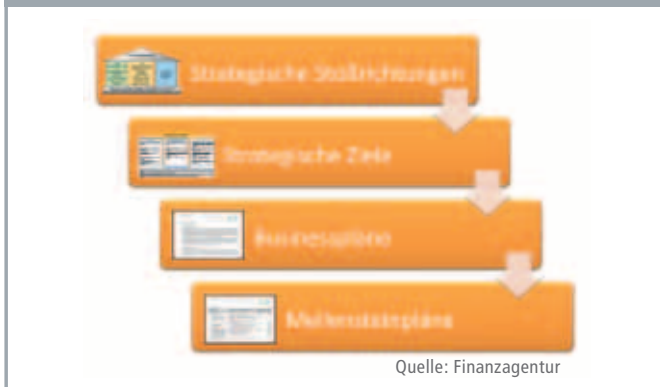 Strategische Stoßrichtungen
Strategische Ziele
Businesspläne
Meilensteinpläne
Quelle: Finanzagentur